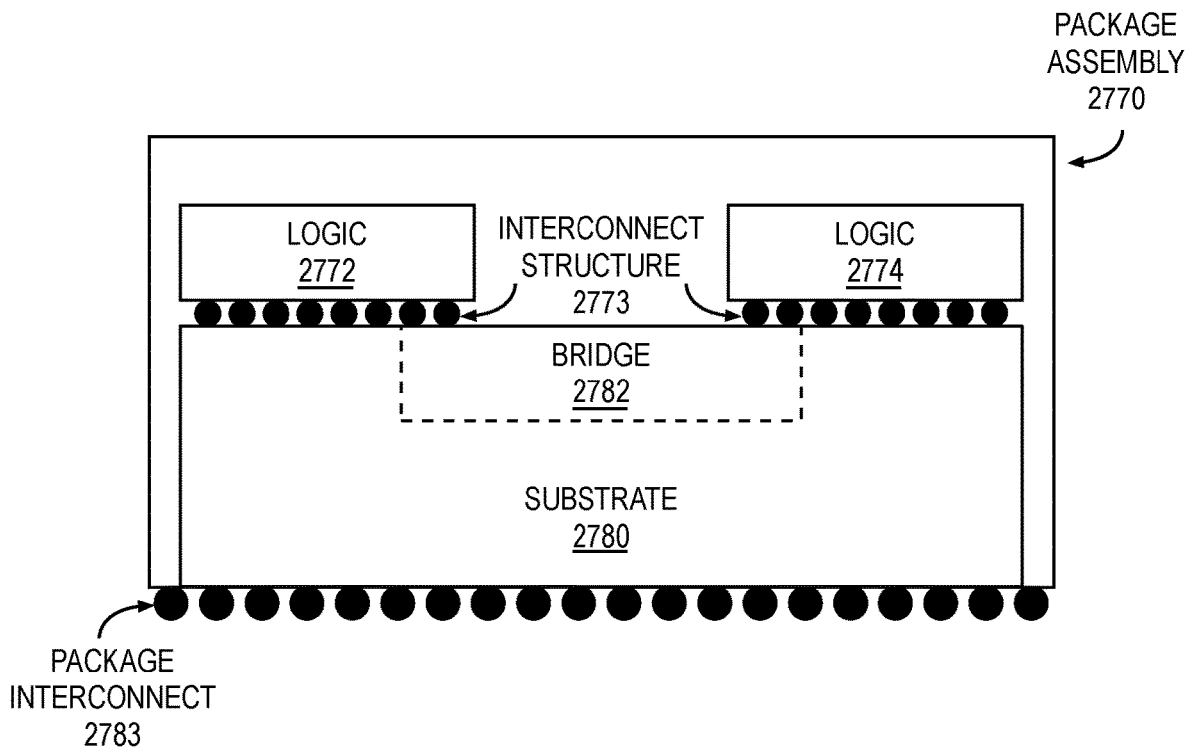 PACKAGE
ASSEMBLY
2770
LOGIC
2772
INTERCONNECT
STRUCTURE
2773
LOGIC
2774
BRIDGE
2782
SUBSTRATE
2780
PACKAGE
INTERCONNECT
2783